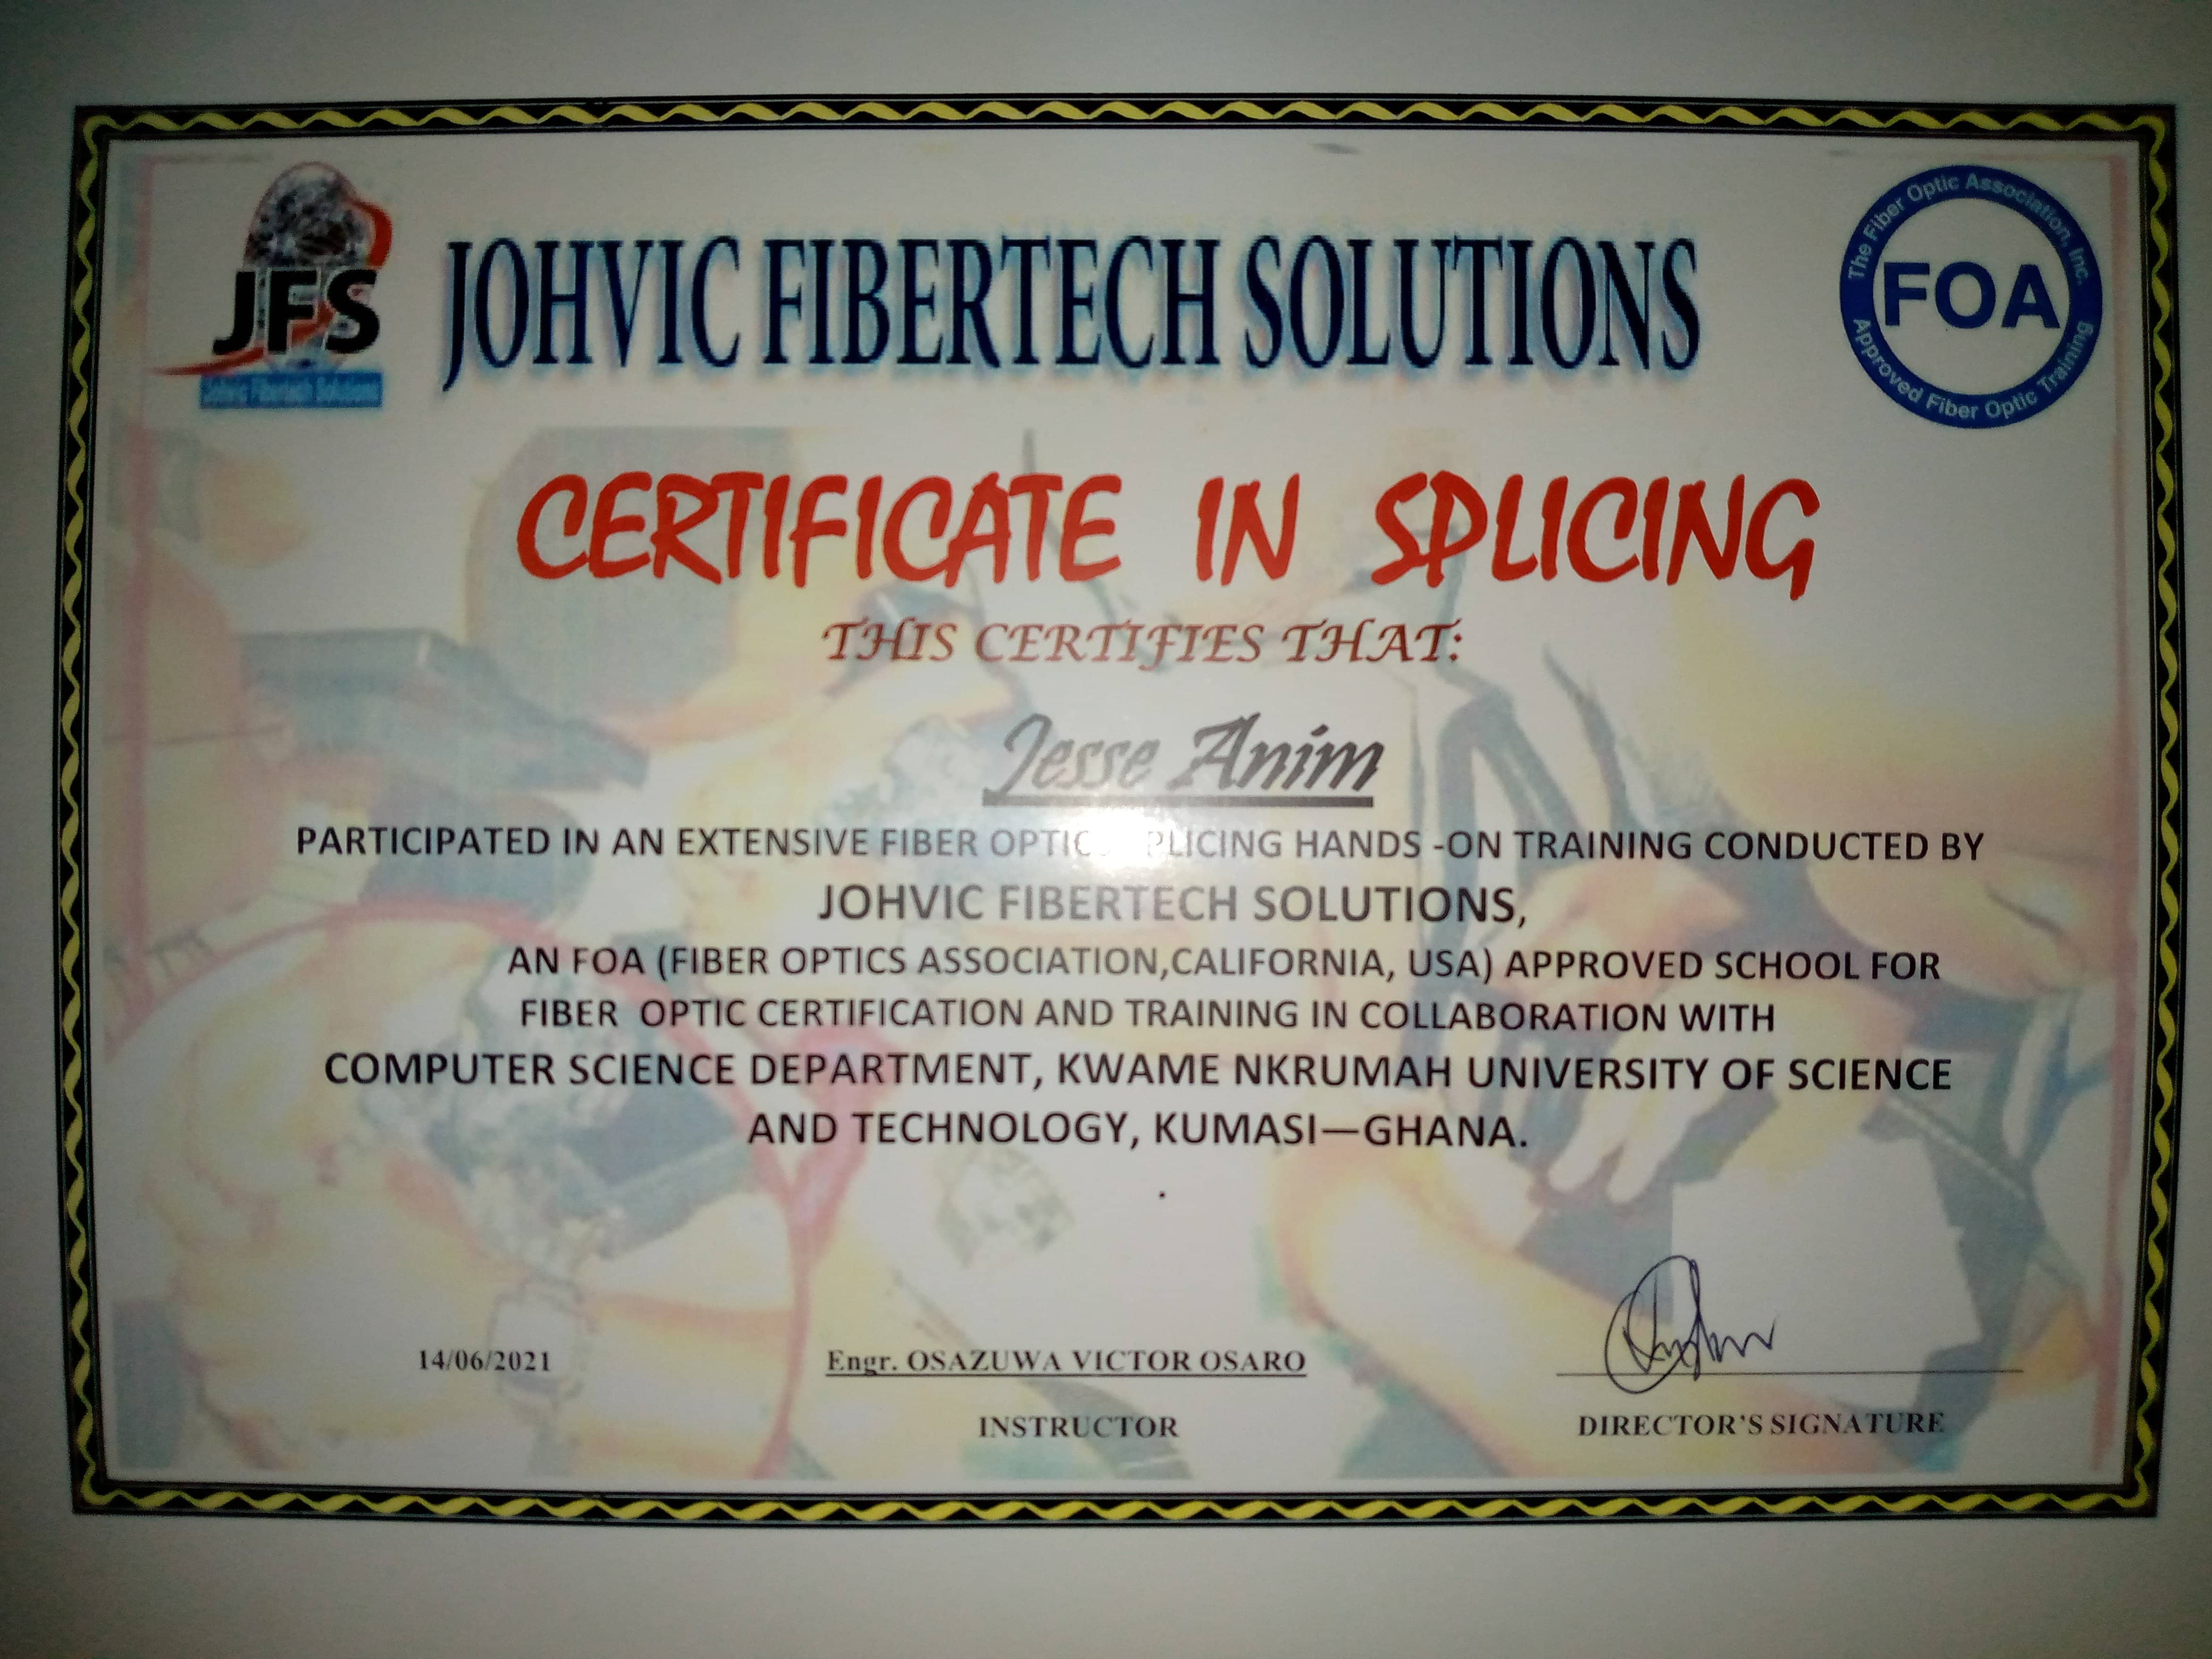 JFS
Johvic Fibertech Solutions
JOHVIC FIBERTECH SOLUTIONS
The Fiber Optic Association, Inc.
FOA
Approved Fiber Optic Training
CERTIFICATE IN SPLICING
THIS CERTIFIES THAT:
Jesse Anim
PARTICIPATED IN AN EXTENSIVE FIBER OPTIC SPLICING HANDS -ON TRAINING CONDUCTED BY
JOHVIC FIBERTECH SOLUTIONS,
AN FOA (FIBER OPTICS ASSOCIATION,CALIFORNIA, USA) APPROVED SCHOOL FOR
FIBER OPTIC CERTIFICATION AND TRAINING IN COLLABORATION WITH
COMPUTER SCIENCE DEPARTMENT, KWAME NKRUMAH UNIVERSITY OF SCIENCE
AND TECHNOLOGY, KUMASI—GHANA.
14/06/2021
Engr. OSAZUWA VICTOR OSARO
INSTRUCTOR
DIRECTOR'S SIGNATURE